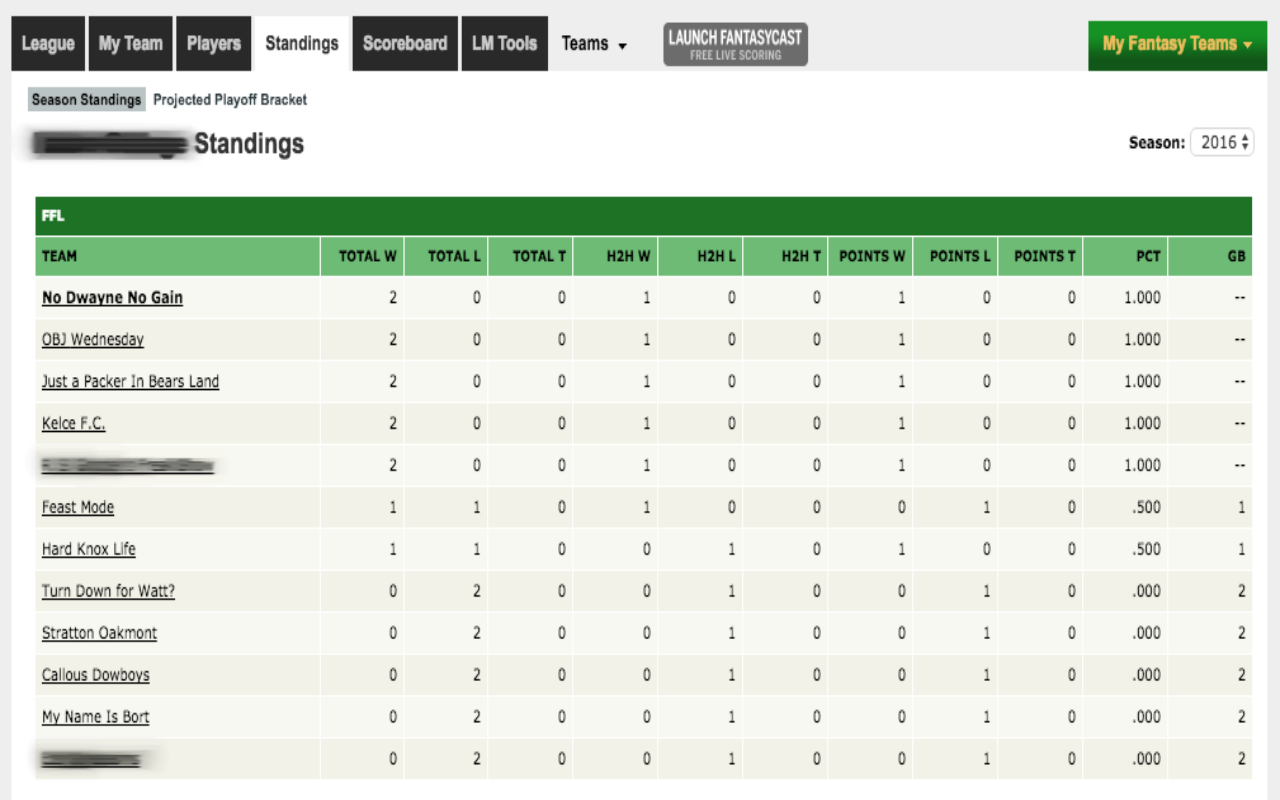 League My Team Players Standings Scoreboard LM Tools Teams LAUNCH FANTASYCAST My Fantasy Teams
FREE LIVE SCORING
Season Standings Projected Playoff Bracket
Standings Season: 2016
FFL
TEAM TOTAL W TOTAL L TOTAL T H2H W H2H L H2H T POINTS W POINTS L POINTS T PCT GB
No Dwayne No Gain 2 0 0 1 0 0 1 0 0 1.000 --
OBJ Wednesday 2 0 0 1 0 0 1 0 0 1.000 --
Just a Packer In Bears Land 2 0 0 1 0 0 1 0 0 1.000 --
Kelce F.C. 2 0 0 1 0 0 1 0 0 1.000 --
2 0 0 1 0 0 1 0 0 1.000 --
Feast Mode 1 1 0 1 0 0 0 1 0 .500 1
Hard Knox Life 1 1 0 0 1 0 1 0 0 .500 1
Turn Down for Watt? 0 2 0 0 1 0 0 1 0 .000 2
Stratton Oakmont 0 2 0 0 1 0 0 1 0 .000 2
Callous Dowboys 0 2 0 0 1 0 0 1 0 .000 2
My Name Is Bort 0 2 0 0 1 0 0 1 0 .000 2
0 2 0 0 1 0 0 1 0 .000 2